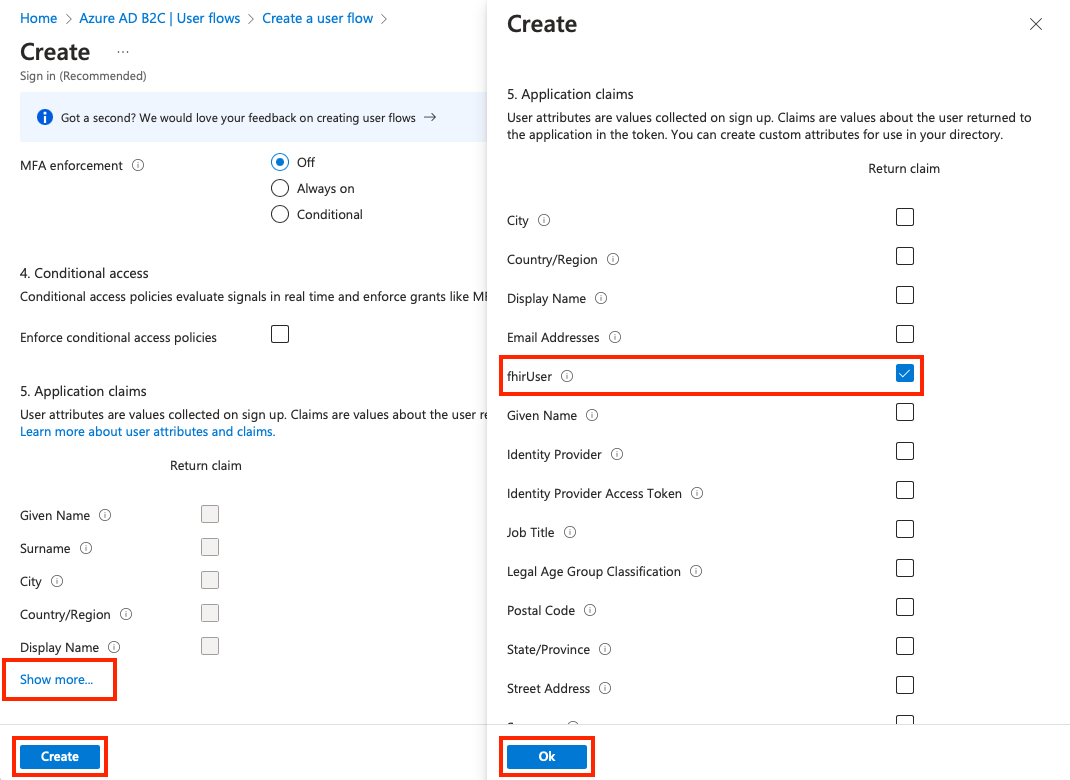 Home > Azure AD B2C | User flows > Create a user flow >
Create ...
Sign in (Recommended)
Got a second? We would love your feedback on creating user flows →
MFA enforcement
Off
Always on
Conditional
4. Conditional access
Conditional access policies evaluate signals in real time and enforce grants like MF
Enforce conditional access policies
5. Application claims
User attributes are values collected on sign up. Claims are values about the user re
Learn more about user attributes and claims.
Return claim
Given Name
Surname
City
Country/Region
Display Name
Show more...
Create
Create
5. Application claims
User attributes are values collected on sign up. Claims are values about the user returned to
the application in the token. You can create custom attributes for use in your directory.
Return claim
City
Country/Region
Display Name
Email Addresses
fhirUser
Given Name
Identity Provider
Identity Provider Access Token
Job Title
Legal Age Group Classification
Postal Code
State/Province
Street Address
Ok